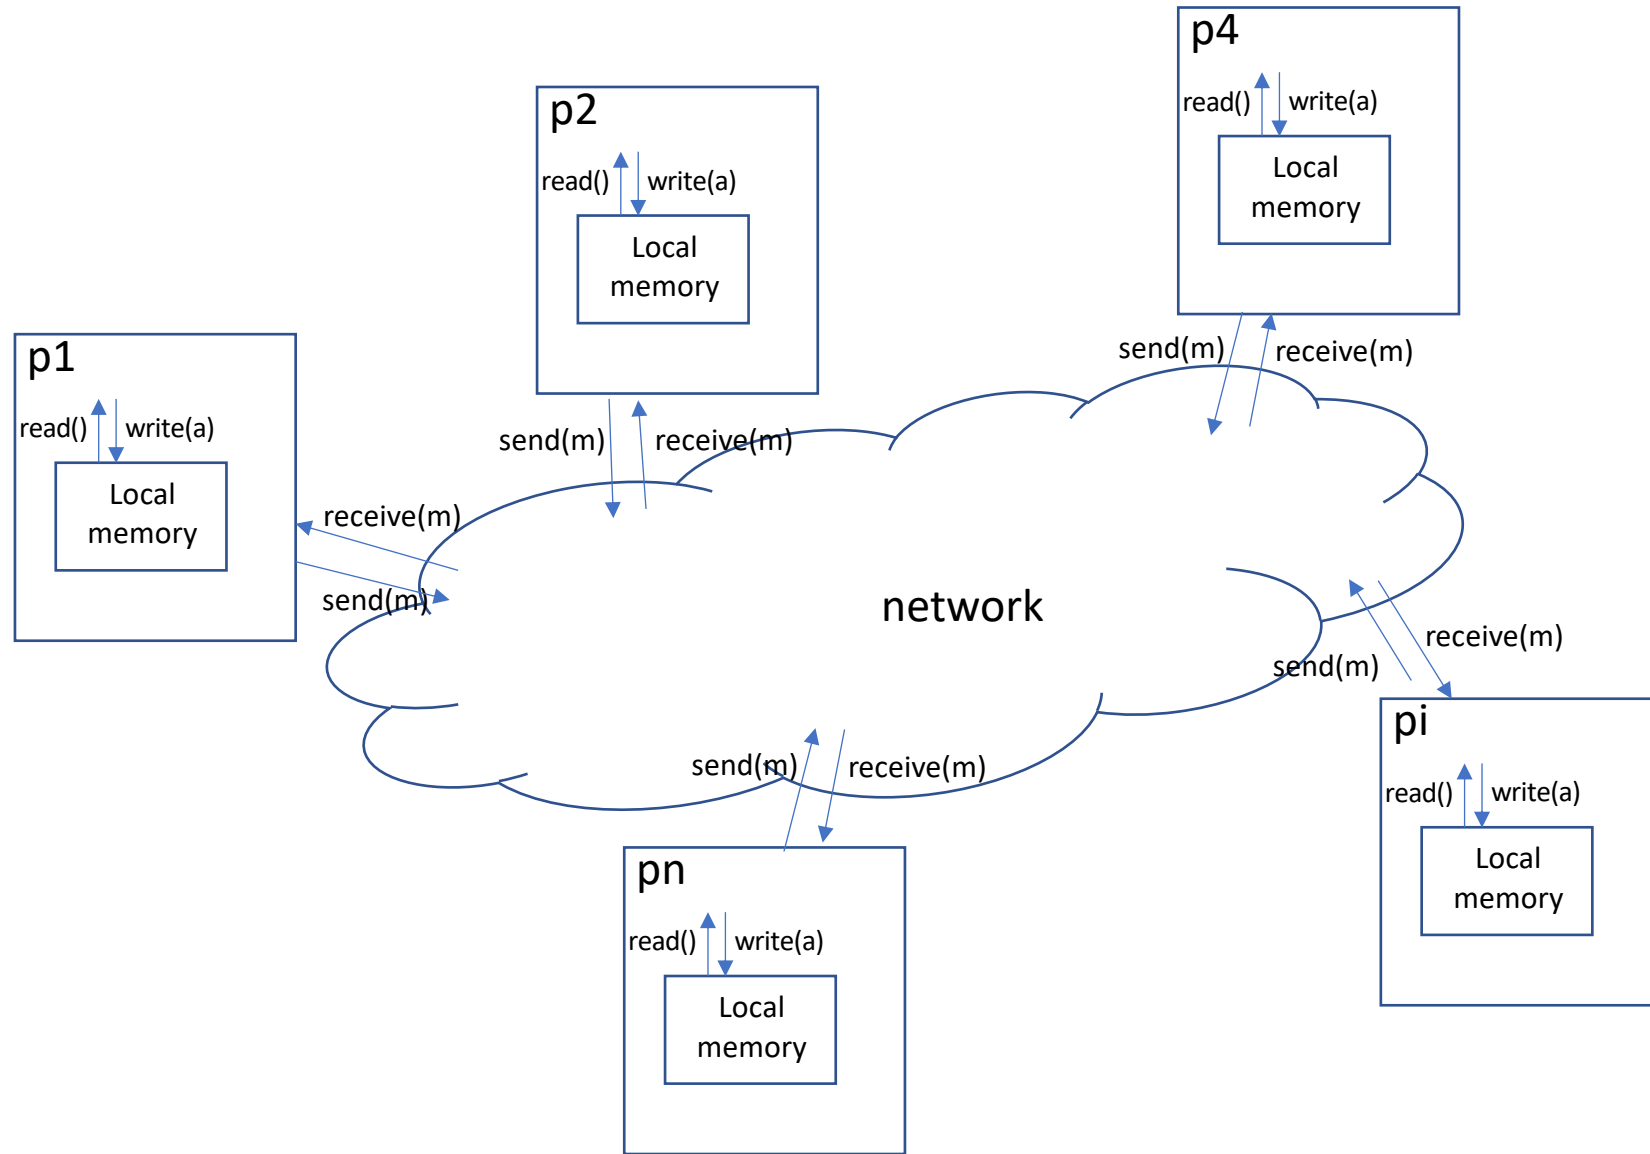 p4
read()
write(a)
Local
memory
send(m)
receive(m)
p2
read()
write(a)
Local
memory
send(m)
receive(m)
p1
read()
write(a)
Local
memory
receive(m)
send(m)
network
receive(m)
send(m)
pi
read()
write(a)
Local
memory
send(m)
receive(m)
pn
read()
write(a)
Local
memory